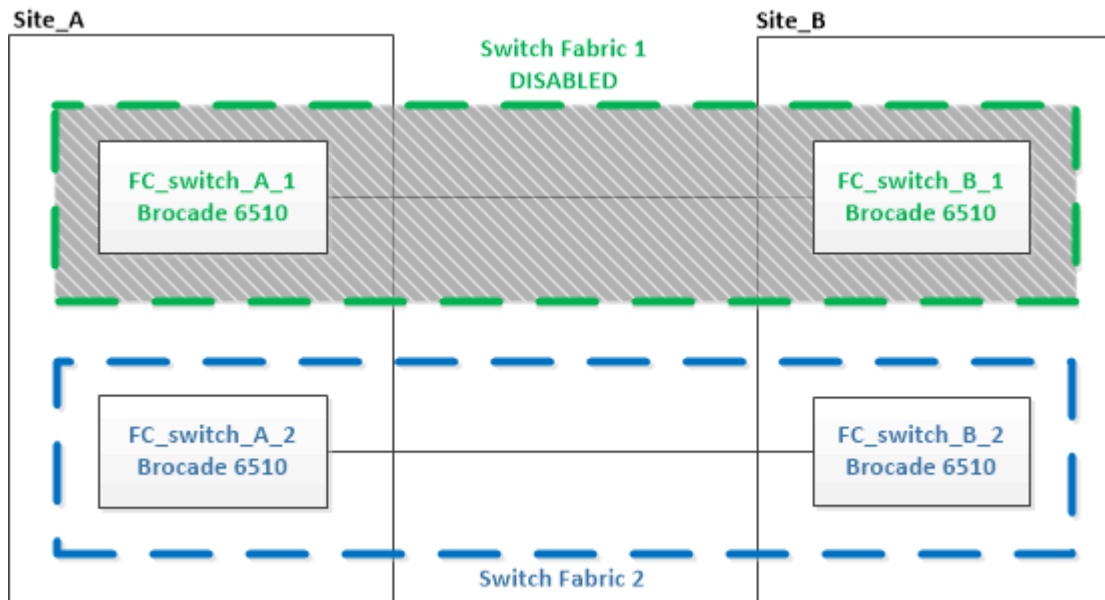 Site_A
Site_B
Switch Fabric 1
DISABLED
FC_switch_A_1
Brocade 6510
FC_switch_B_1
Brocade 6510
FC_switch_A_2
Brocade 6510
FC_switch_B_2
Brocade 6510
Switch Fabric 2